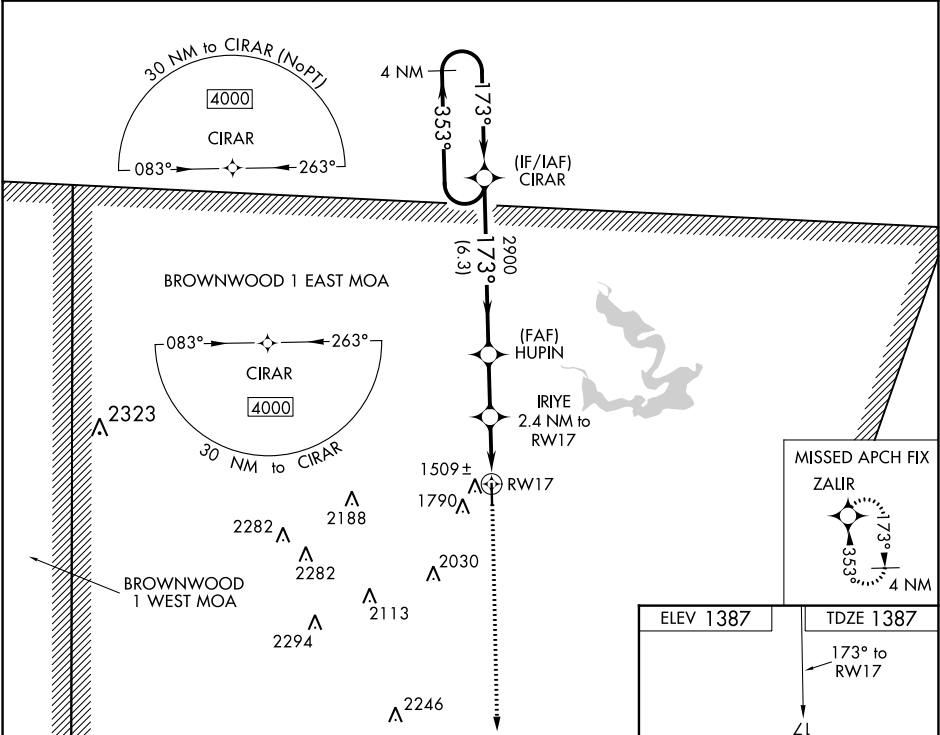 30 NM to CIRAR (NoPT)
4000
CIRAR
083°
263°
4 NM
353°
173°
(IF/IAF)
CIRAR
2900
173°
(6.3)
BROWNWOOD 1 EAST MOA
083°
263°
CIRAR
4000
30 NM to CIRAR
(FAF)
HUPIN
IRIYE
2.4 NM to
RW17
2323
1509±
RW17
1790
2188
2282
2282
2030
2113
2294
2246
BROWNWOOD
1 WEST MOA
MISSED APCH FIX
ZALIR
173°
353°
4 NM
ELEV 1387
TDZE 1387
173° to
RW17
17